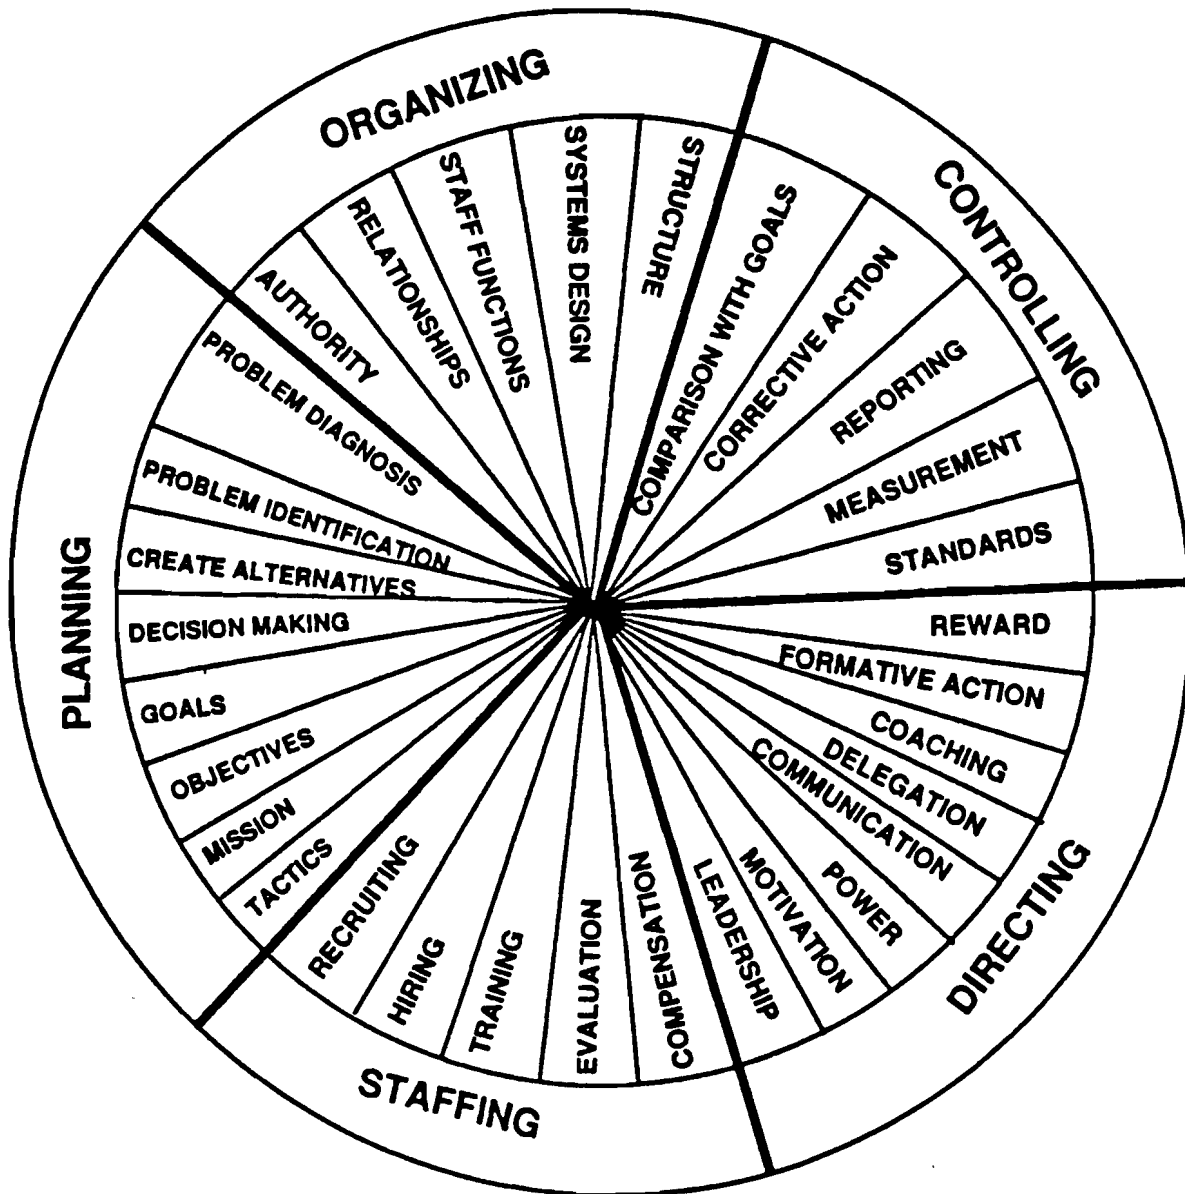 ORGANIZING
STRUCTURE
SYSTEMS DESIGN
STAFF FUNCTIONS
RELATIONSHIPS
AUTHORITY
CONTROLLING
COMPARISON WITH GOALS
CORRECTIVE ACTION
REPORTING
MEASUREMENT
STANDARDS
DIRECTING
REWARD
FORMATIVE ACTION
COACHING
DELEGATION
COMMUNICATION
POWER
MOTIVATION
LEADERSHIP
STAFFING
COMPENSATION
EVALUATION
TRAINING
HIRING
RECRUITING
PLANNING
TACTICS
MISSION
OBJECTIVES
GOALS
DECISION MAKING
CREATE ALTERNATIVES
PROBLEM IDENTIFICATION
PROBLEM DIAGNOSIS